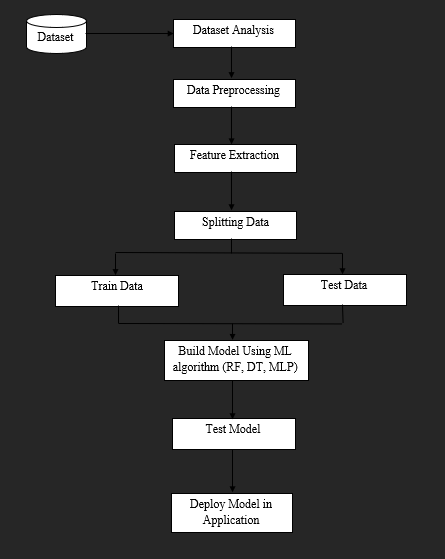 Dataset
Dataset Analysis
Data Preprocessing
Feature Extraction
Splitting Data
Train Data
Test Data
Build Model Using ML
algorithm (RF, DT, MLP)
Test Model
Deploy Model in
Application